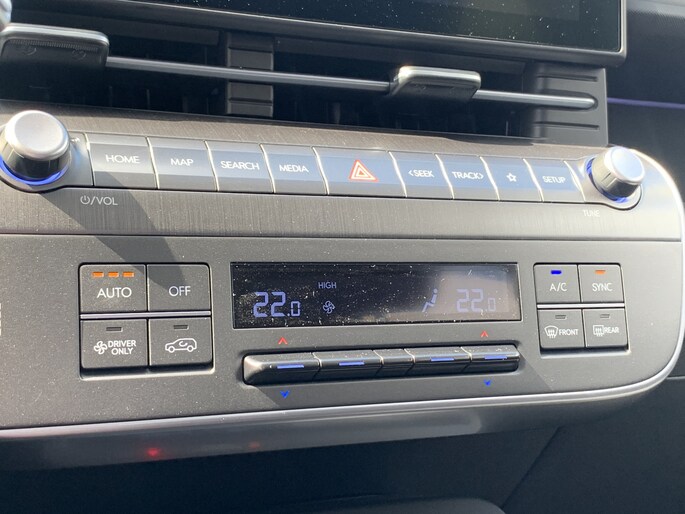 HOME MAP SEARCH MEDIA <SEEK TRACK> SETUP
⏻/VOL
TUNE
AUTO OFF
HIGH
22.0 22.0
A/C SYNC
DRIVER ONLY
FRONT REAR